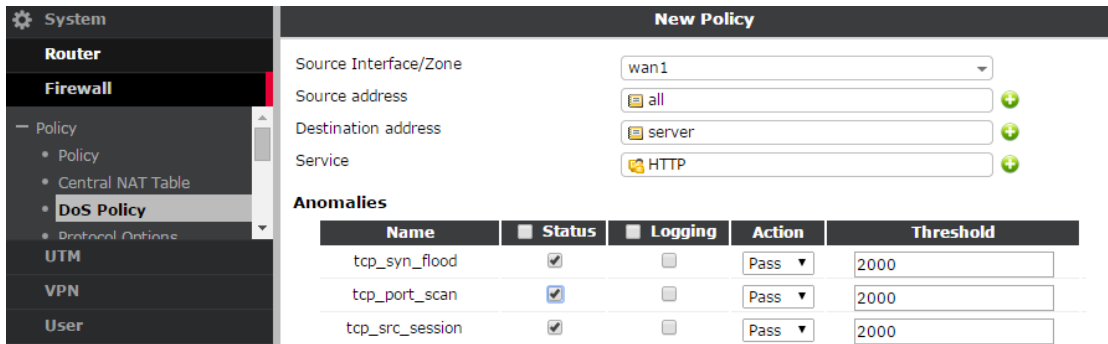 System
Router
Firewall
Policy
Policy
Central NAT Table
DoS Policy
Protocol Options
UTM
VPN
User
New Policy
Source Interface/Zone wan1
Source address all
Destination address server
Service HTTP
Anomalies
Name Status Logging Action Threshold
tcp_syn_flood Pass 2000
tcp_port_scan Pass 2000
tcp_src_session Pass 2000